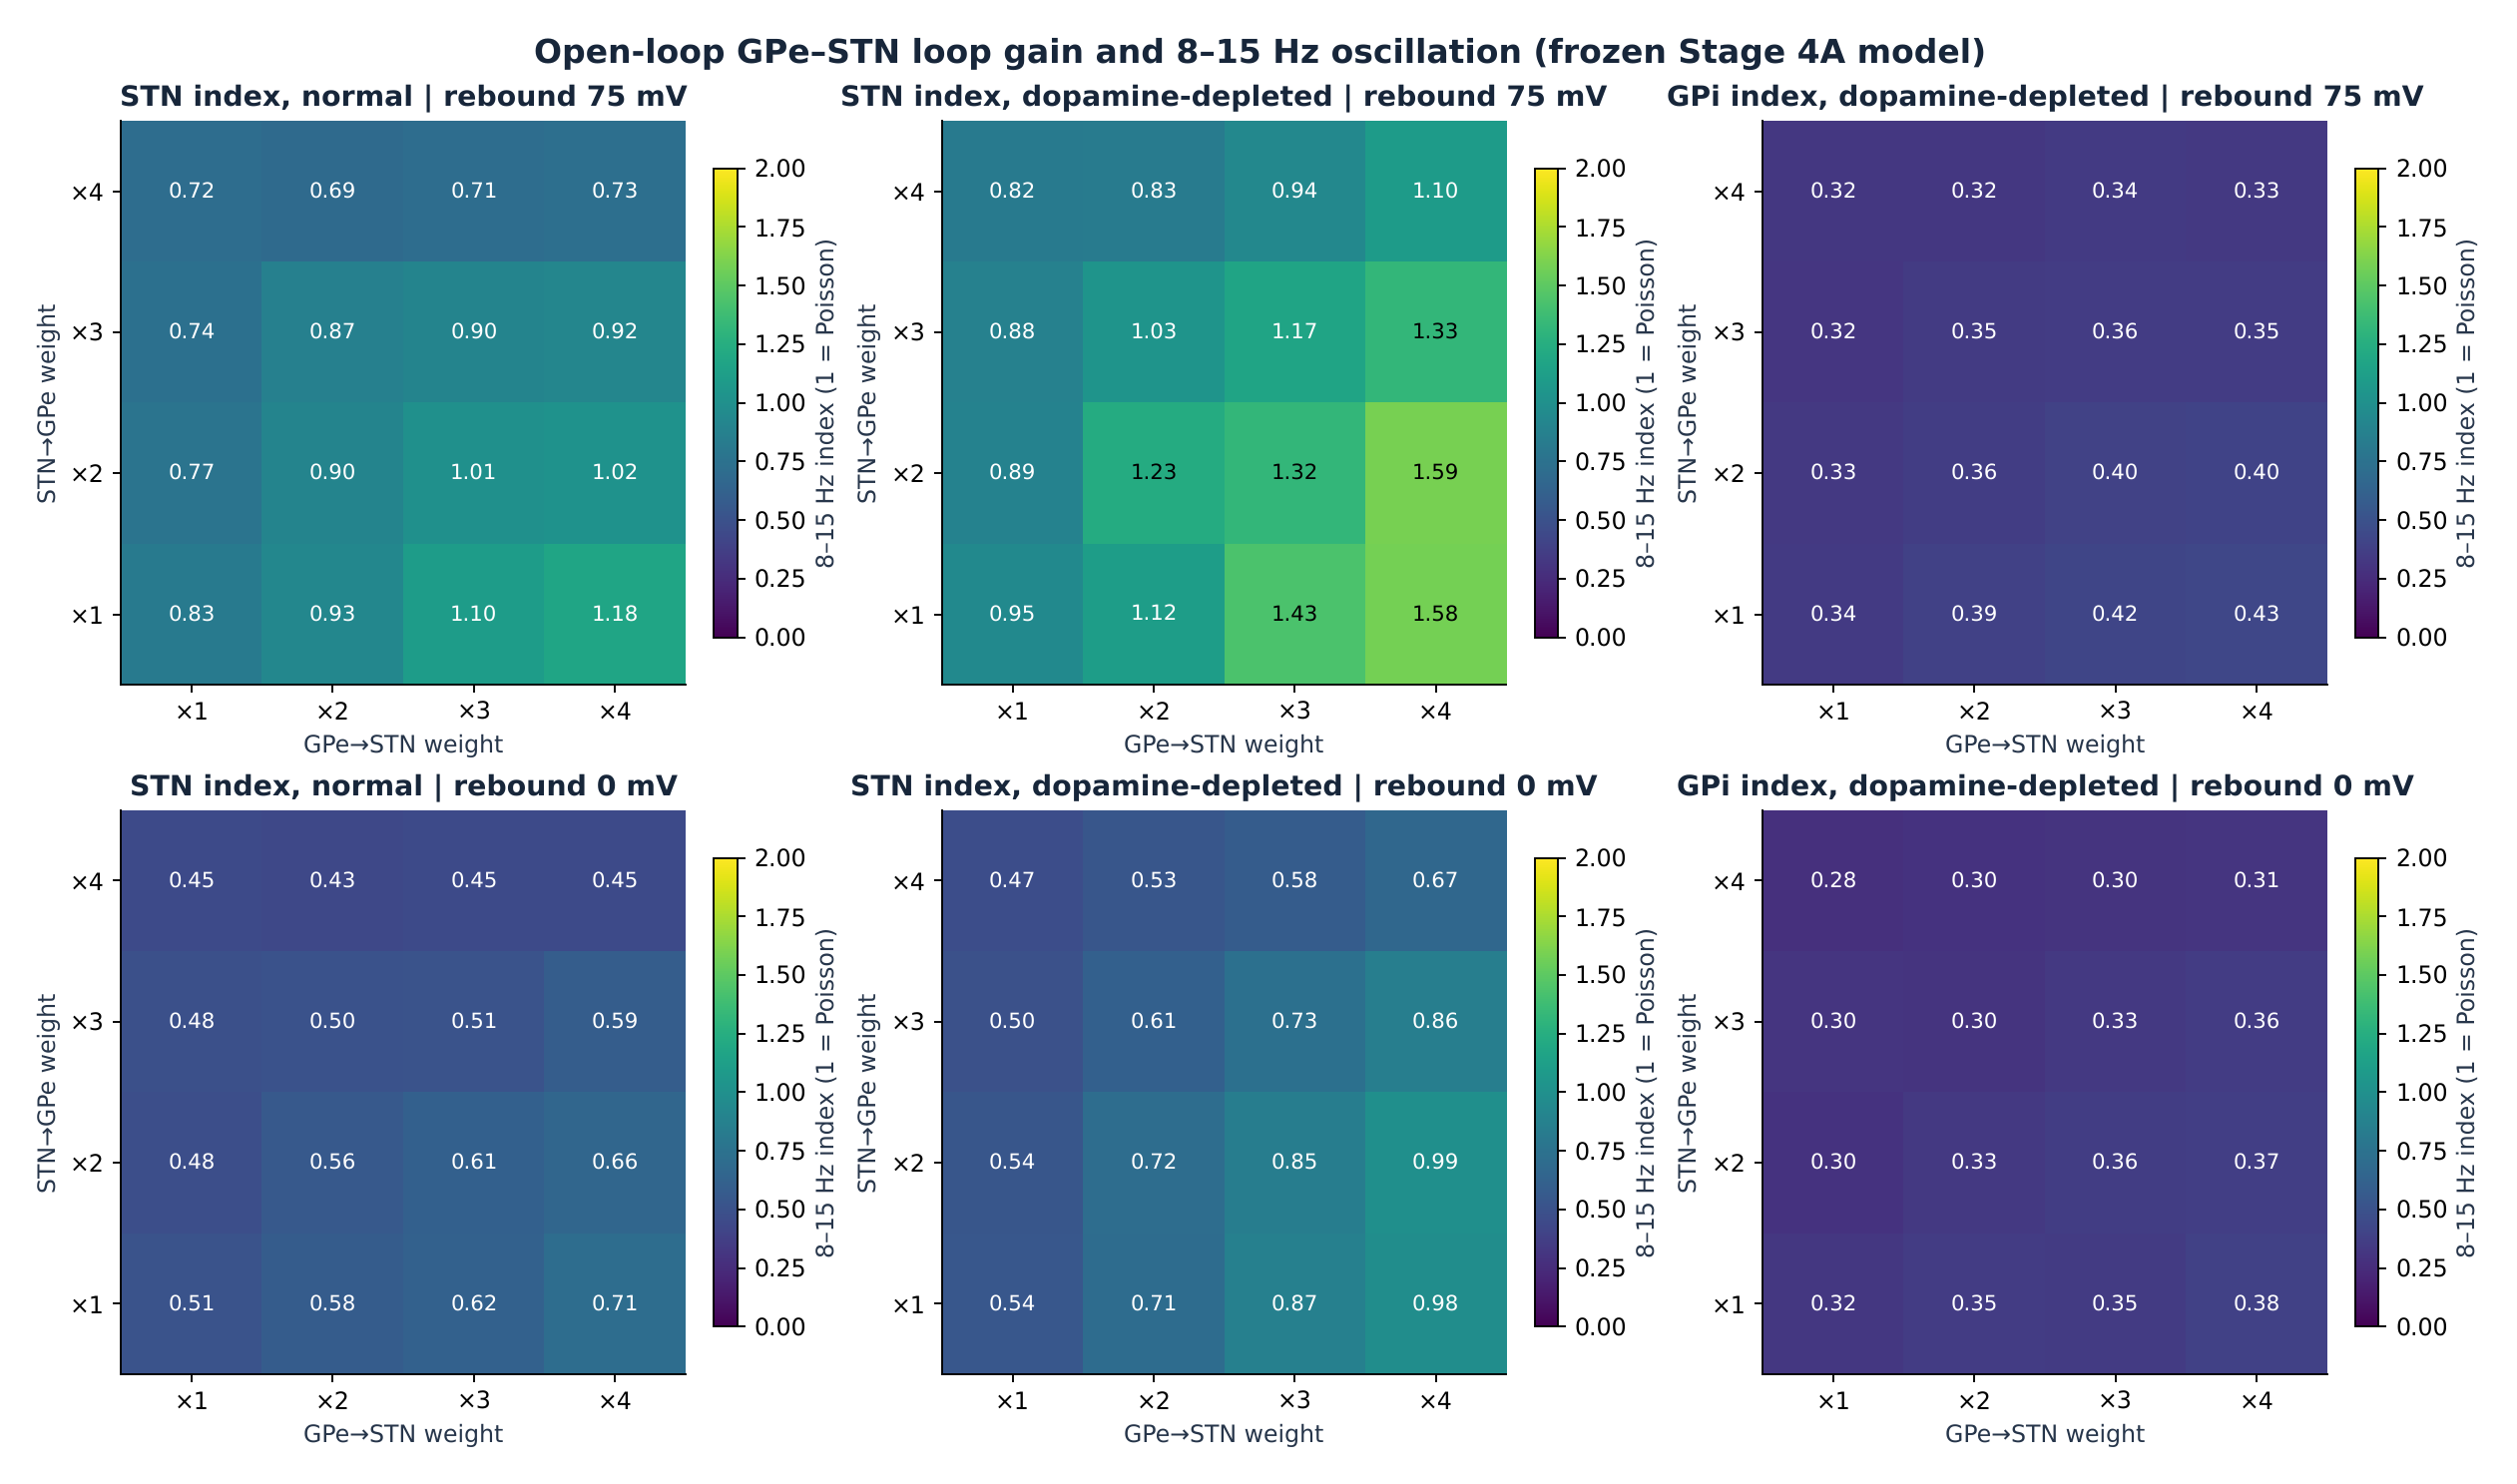 Open-loop GPe–STN loop gain and 8–15 Hz oscillation (frozen Stage 4A model)
STN index, normal | rebound 75 mV
STN→GPe weight
×4 0.72 0.69 0.71 0.73
×3 0.74 0.87 0.90 0.92
×2 0.77 0.90 1.01 1.02
×1 0.83 0.93 1.10 1.18
×1 ×2 ×3 ×4
GPe→STN weight
2.00
1.75
1.50
1.25
1.00
0.75
0.50
0.25
0.00
8–15 Hz index (1 = Poisson)
STN index, dopamine-depleted | rebound 75 mV
STN→GPe weight
×4 0.82 0.83 0.94 1.10
×3 0.88 1.03 1.17 1.33
×2 0.89 1.23 1.32 1.59
×1 0.95 1.12 1.43 1.58
×1 ×2 ×3 ×4
GPe→STN weight
2.00
1.75
1.50
1.25
1.00
0.75
0.50
0.25
0.00
8–15 Hz index (1 = Poisson)
GPi index, dopamine-depleted | rebound 75 mV
STN→GPe weight
×4 0.32 0.32 0.34 0.33
×3 0.32 0.35 0.36 0.35
×2 0.33 0.36 0.40 0.40
×1 0.34 0.39 0.42 0.43
×1 ×2 ×3 ×4
GPe→STN weight
2.00
1.75
1.50
1.25
1.00
0.75
0.50
0.25
0.00
8–15 Hz index (1 = Poisson)
STN index, normal | rebound 0 mV
STN→GPe weight
×4 0.45 0.43 0.45 0.45
×3 0.48 0.50 0.51 0.59
×2 0.48 0.56 0.61 0.66
×1 0.51 0.58 0.62 0.71
×1 ×2 ×3 ×4
GPe→STN weight
2.00
1.75
1.50
1.25
1.00
0.75
0.50
0.25
0.00
8–15 Hz index (1 = Poisson)
STN index, dopamine-depleted | rebound 0 mV
STN→GPe weight
×4 0.47 0.53 0.58 0.67
×3 0.50 0.61 0.73 0.86
×2 0.54 0.72 0.85 0.99
×1 0.54 0.71 0.87 0.98
×1 ×2 ×3 ×4
GPe→STN weight
2.00
1.75
1.50
1.25
1.00
0.75
0.50
0.25
0.00
8–15 Hz index (1 = Poisson)
GPi index, dopamine-depleted | rebound 0 mV
STN→GPe weight
×4 0.28 0.30 0.30 0.31
×3 0.30 0.30 0.33 0.36
×2 0.30 0.33 0.36 0.37
×1 0.32 0.35 0.35 0.38
×1 ×2 ×3 ×4
GPe→STN weight
2.00
1.75
1.50
1.25
1.00
0.75
0.50
0.25
0.00
8–15 Hz index (1 = Poisson)